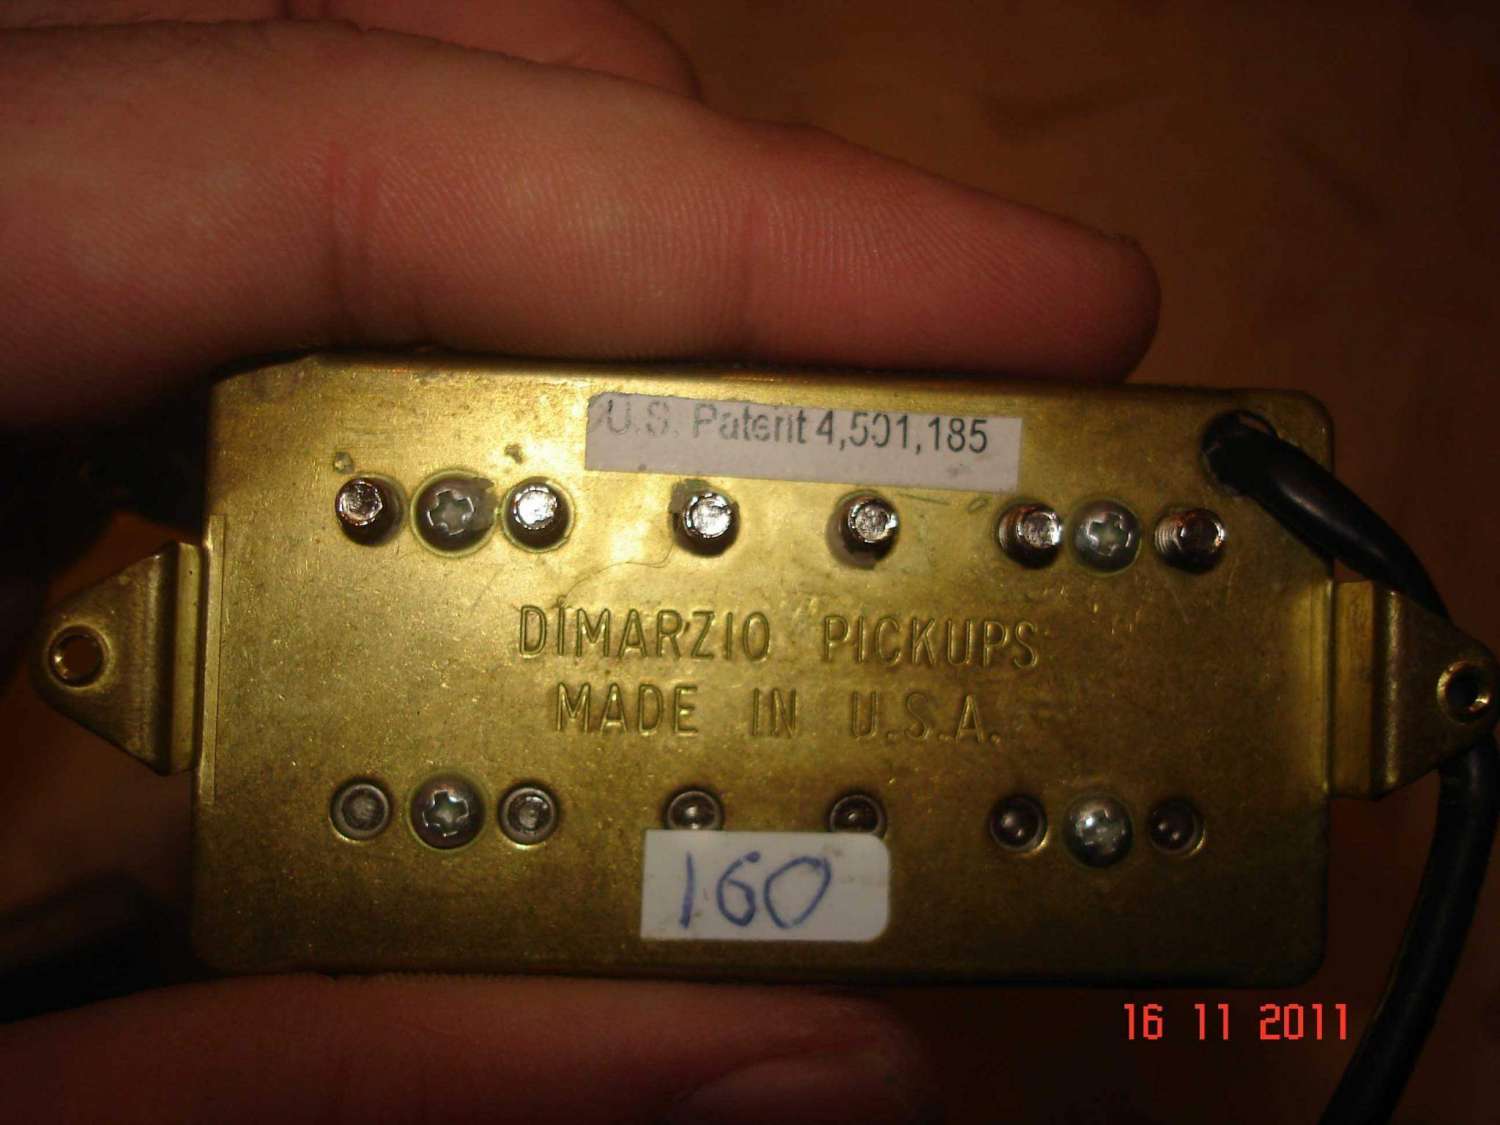 U.S. Patent 4,501,185
DIMARZIO PICKUPS
MADE IN U.S.A.
160
16 11 2011